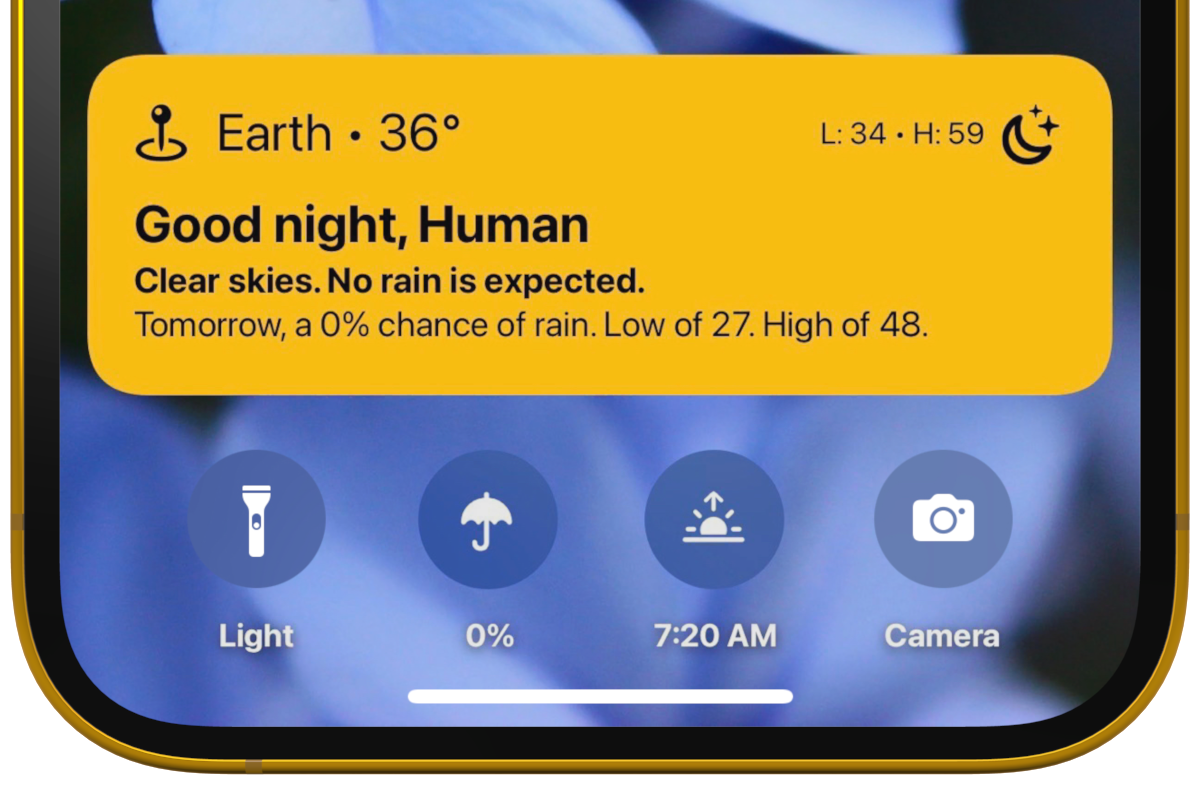 Earth • 36°
L: 34 • H: 59
Good night, Human
Clear skies. No rain is expected.
Tomorrow, a 0% chance of rain. Low of 27. High of 48.
Light
0%
7:20 AM
Camera